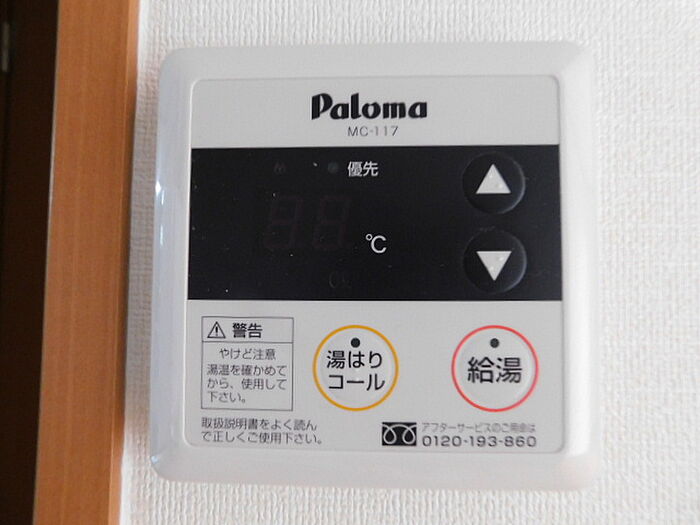 Paloma
MC-117
優先
℃
警告
やけど注意
湯温を確かめて
から、使用して
下さい。
湯はり
コール
給湯
取扱説明書をよく読ん
で正しくご使用下さい。
アフターサービスのご用命は
0120-193-860